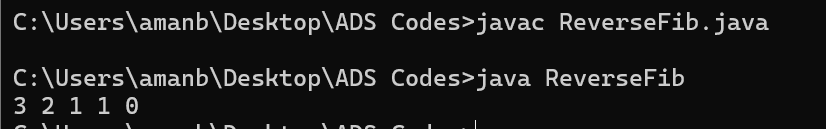 C:\Users\amanb\Desktop\ADS Codes>javac ReverseFib.java
C:\Users\amanb\Desktop\ADS Codes>java ReverseFib
3 2 1 1 0